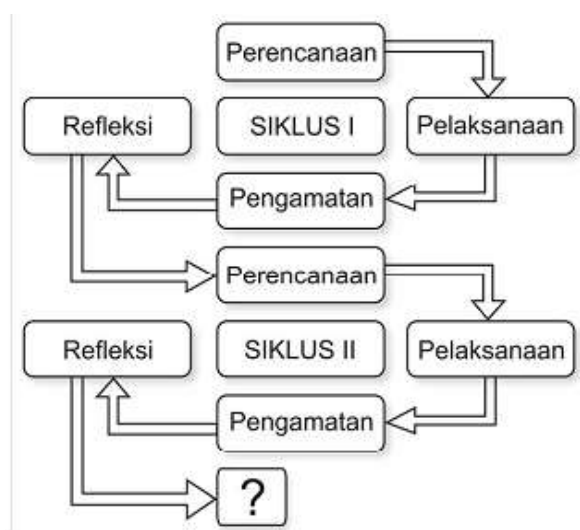 Perencanaan
Refleksi
SIKLUS I
Pelaksanaan
Pengamatan
Perencanaan
Refleksi
SIKLUS II
Pelaksanaan
Pengamatan
?